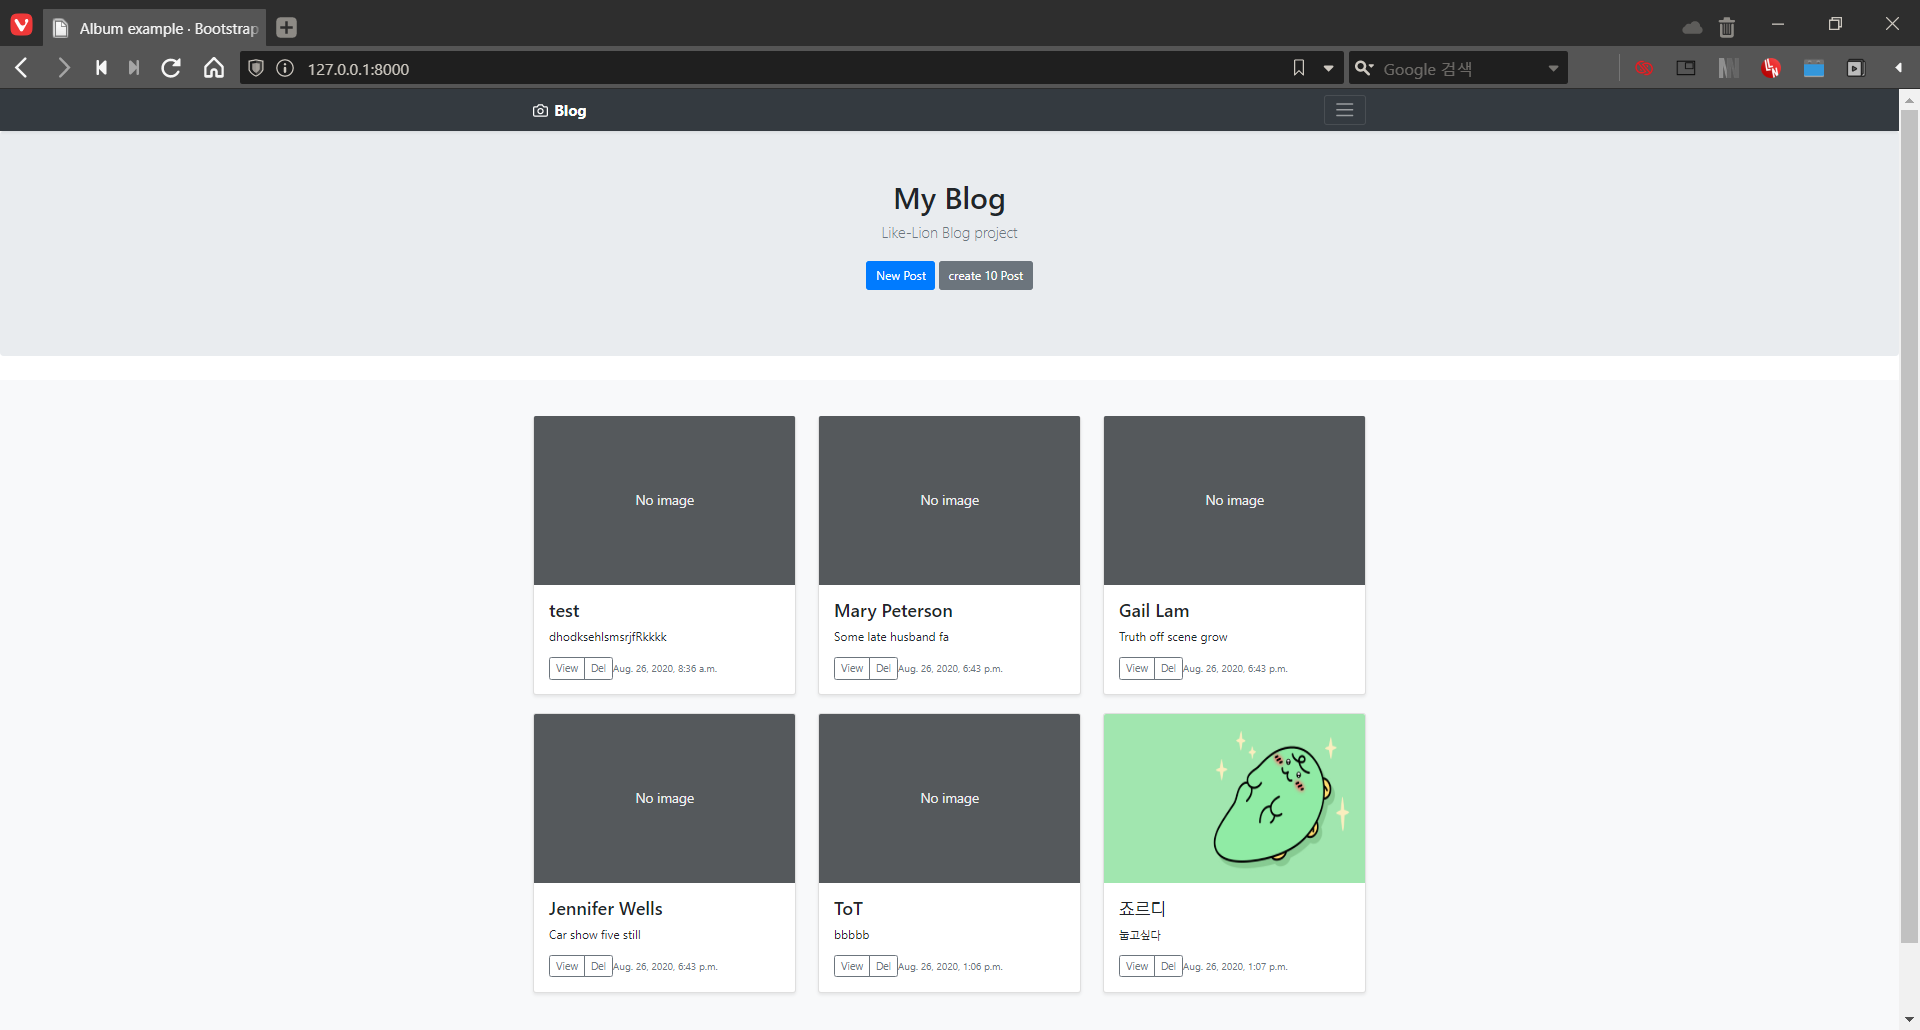 Album example · Bootstrap
127.0.0.1:8000
Google 검색
Blog
My Blog
Like-Lion Blog project
New Post create 10 Post
No image No image No image
test Mary Peterson Gail Lam
dhodksehlsmsrjfRkkkk Some late husband fa Truth off scene grow
View Del Aug. 26, 2020, 8:36 a.m. View Del Aug. 26, 2020, 6:43 p.m. View Del Aug. 26, 2020, 6:43 p.m.
No image No image
Jennifer Wells ToT 죠르디
Car show five still bbbbb 눕고싶다
View Del Aug. 26, 2020, 6:43 p.m. View Del Aug. 26, 2020, 1:06 p.m. View Del Aug. 26, 2020, 1:07 p.m.